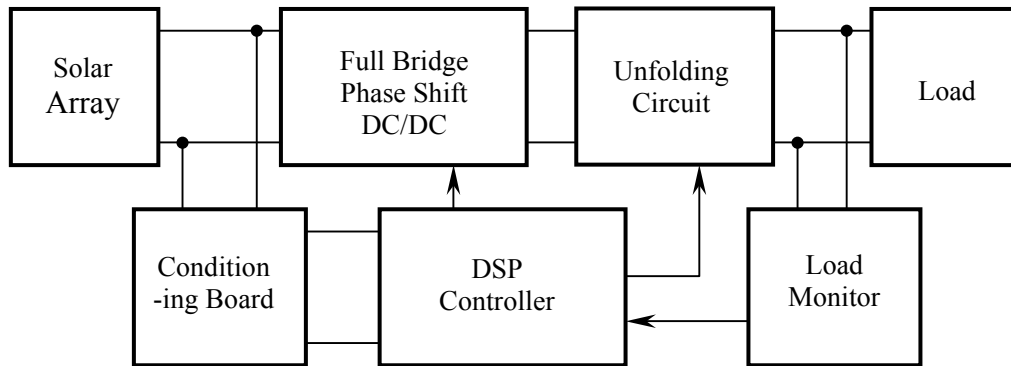 Solar
Array
Full Bridge
Phase Shift
DC/DC
Unfolding
Circuit
Load
Condition
-ing Board
DSP
Controller
Load
Monitor